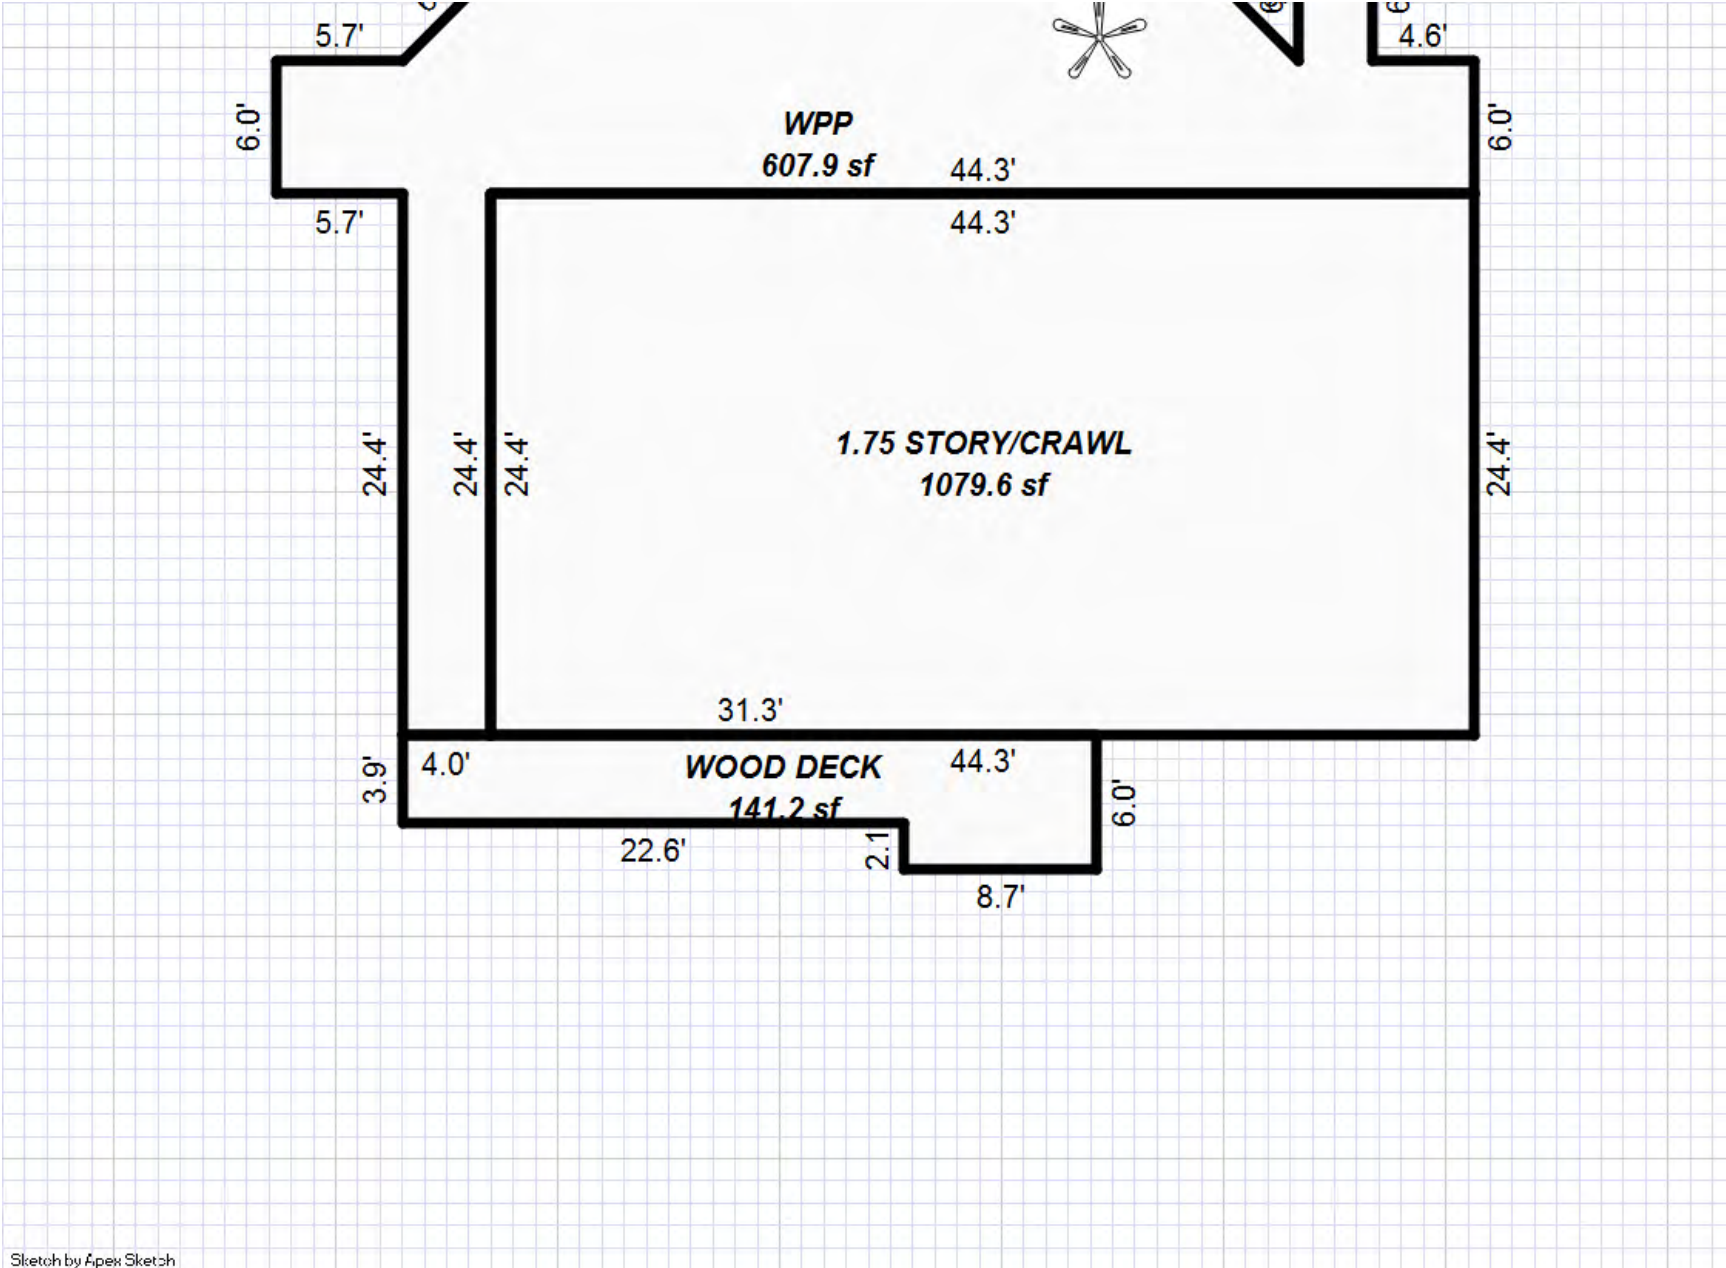 5.7'
4.6'
6.0'
6.0'
WPP
607.9 sf
44.3'
5.7'
44.3'
24.4'
24.4'
24.4'
24.4'
1.75 STORY/CRAWL
1079.6 sf
31.3'
3.9'
4.0'
WOOD DECK
44.3'
141.2 sf
6.0'
22.6'
2.1
8.7'
Sketch by Apex Sketch